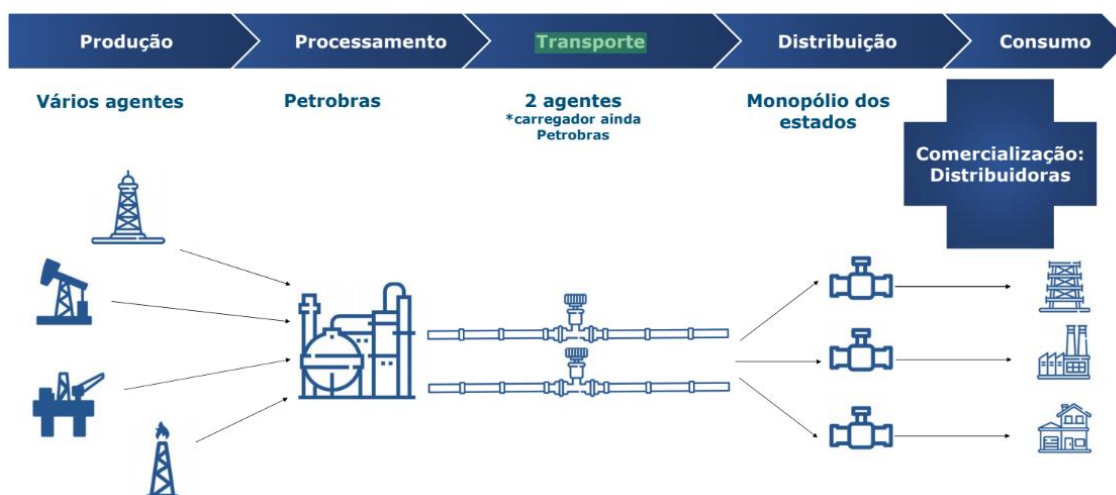 Produção
Processamento
Transporte
Distribuição
Consumo
Vários agentes
Petrobras
2 agentes
*carregador ainda
Petrobras
Monopólio dos
estados
Comercialização:
Distribuidoras